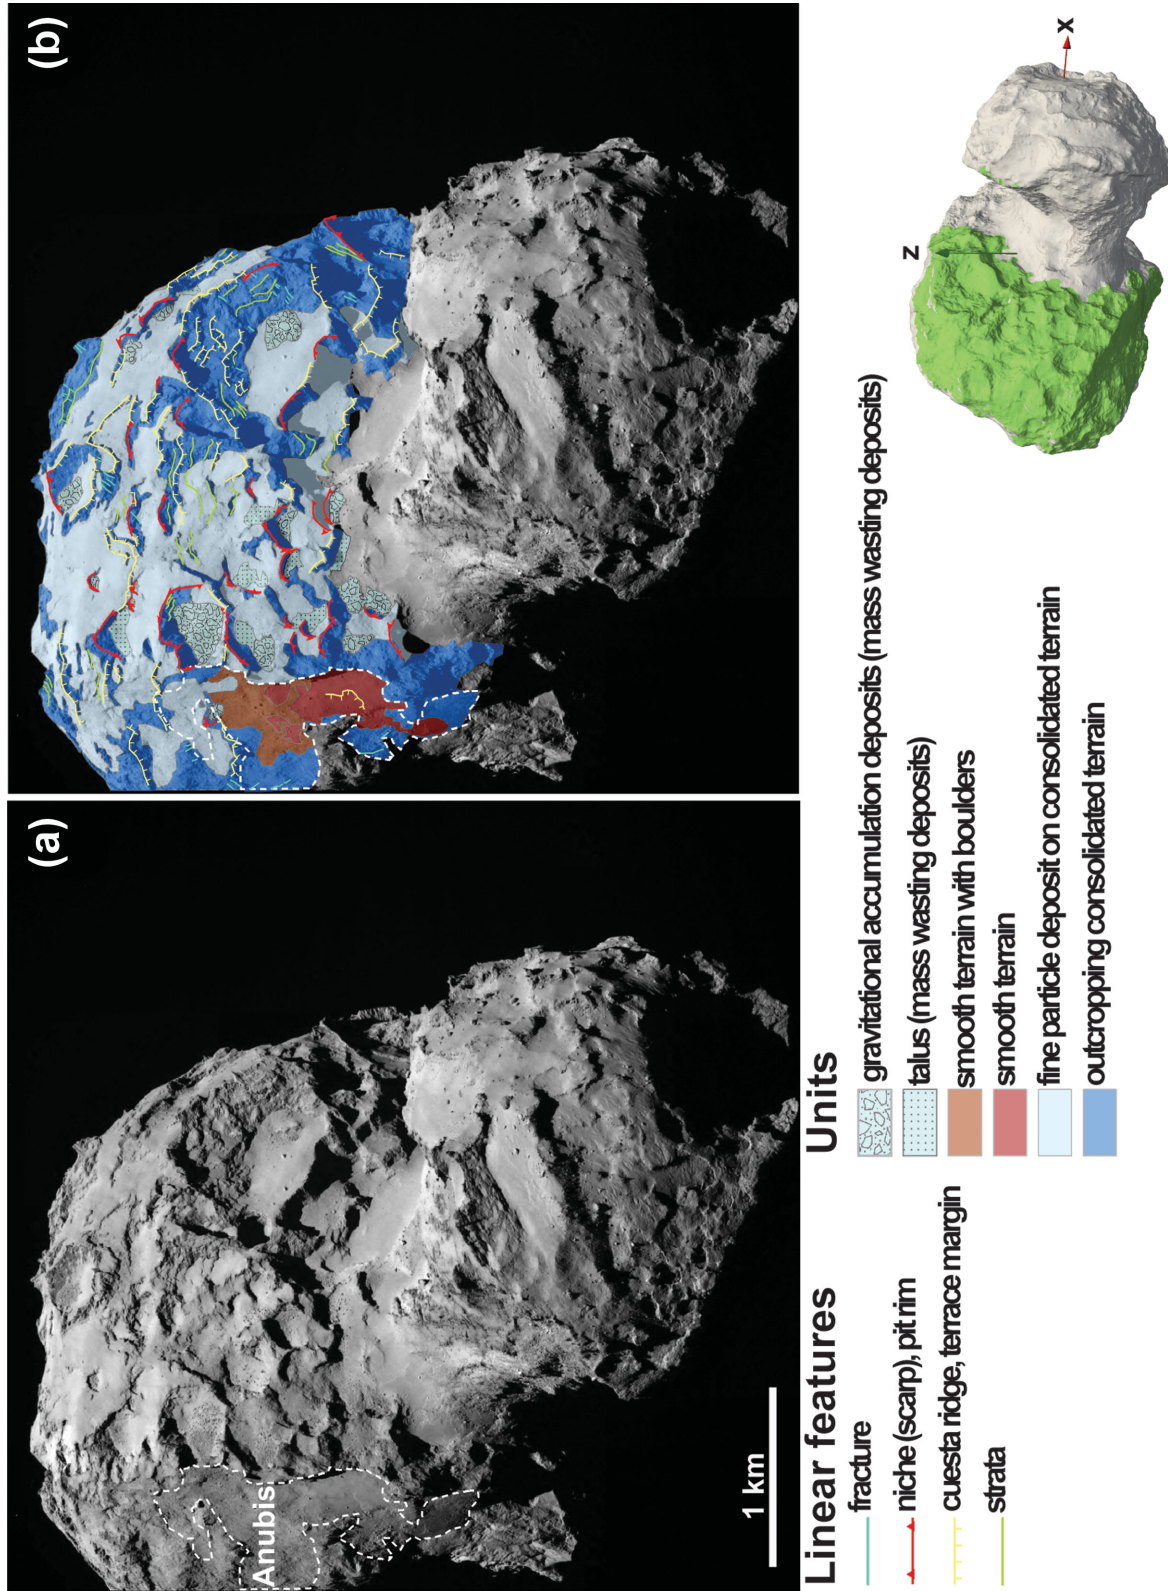 (a)
(b)
Anubis
1 km
Linear features
fracture
niche (scarp), pit rim
cuesta ridge, terrace margin
strata
Units
gravitational accumulation deposits (mass wasting deposits)
talus (mass wasting deposits)
smooth terrain with boulders
smooth terrain
fine particle deposit on consolidated terrain
outcropping consolidated terrain
z
x